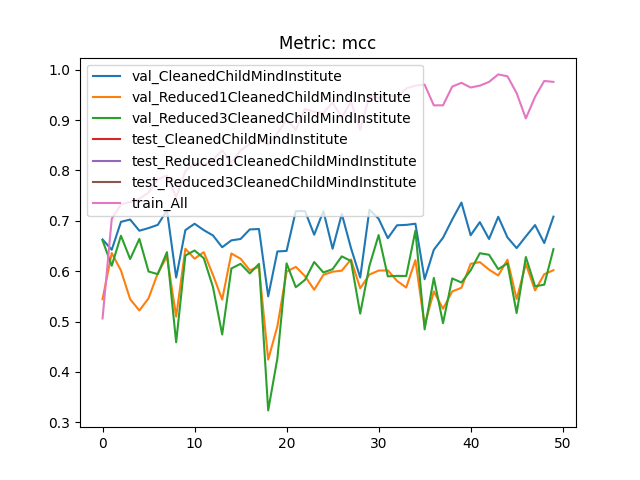 Metric: mcc
1.0
0.9
0.8
0.7
0.6
0.5
0.4
0.3
val_CleanedChildMindInstitute
val_Reduced1CleanedChildMindInstitute
val_Reduced3CleanedChildMindInstitute
test_CleanedChildMindInstitute
test_Reduced1CleanedChildMindInstitute
test_Reduced3CleanedChildMindInstitute
train_All
0 10 20 30 40 50